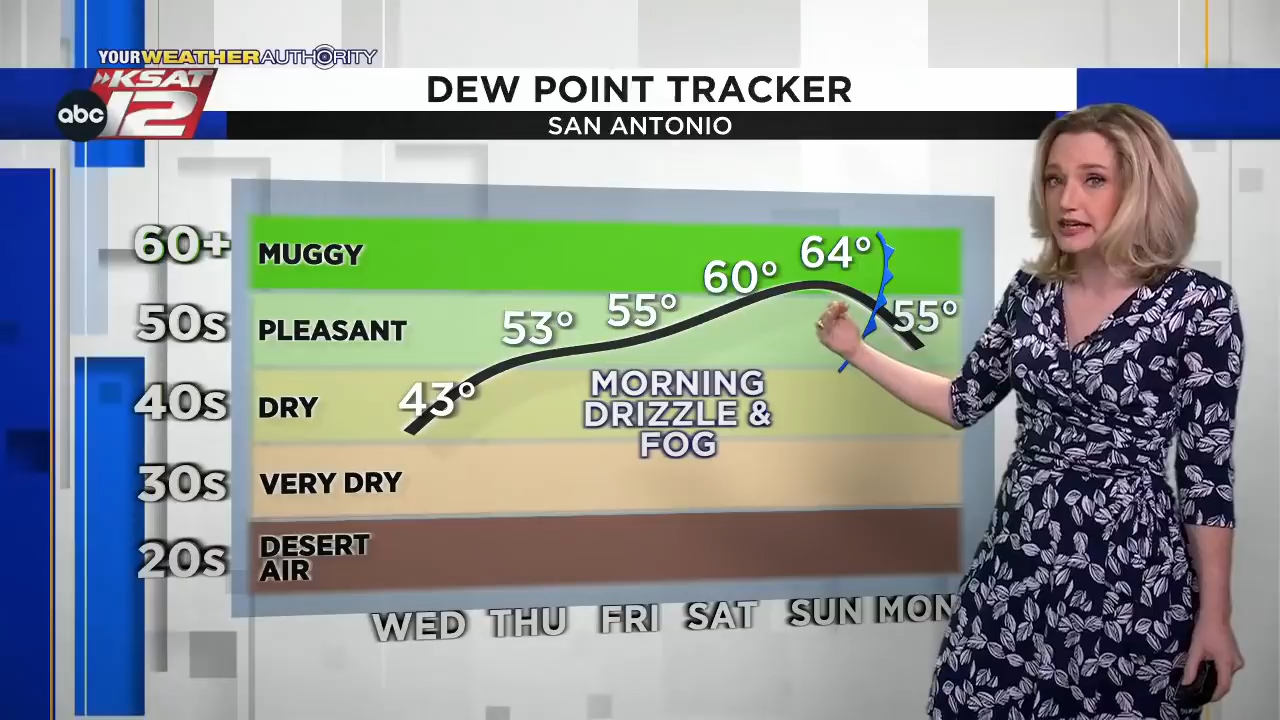 YOUR WEATHER AUTHORITY
KSAT
abc 12
DEW POINT TRACKER
SAN ANTONIO
60+ MUGGY 60° 64°
50s PLEASANT 53° 55° 55°
40s DRY 43°
MORNING
DRIZZLE &
FOG
30s VERY DRY
20s DESERT
AIR
WED THU FRI SAT SUN MON